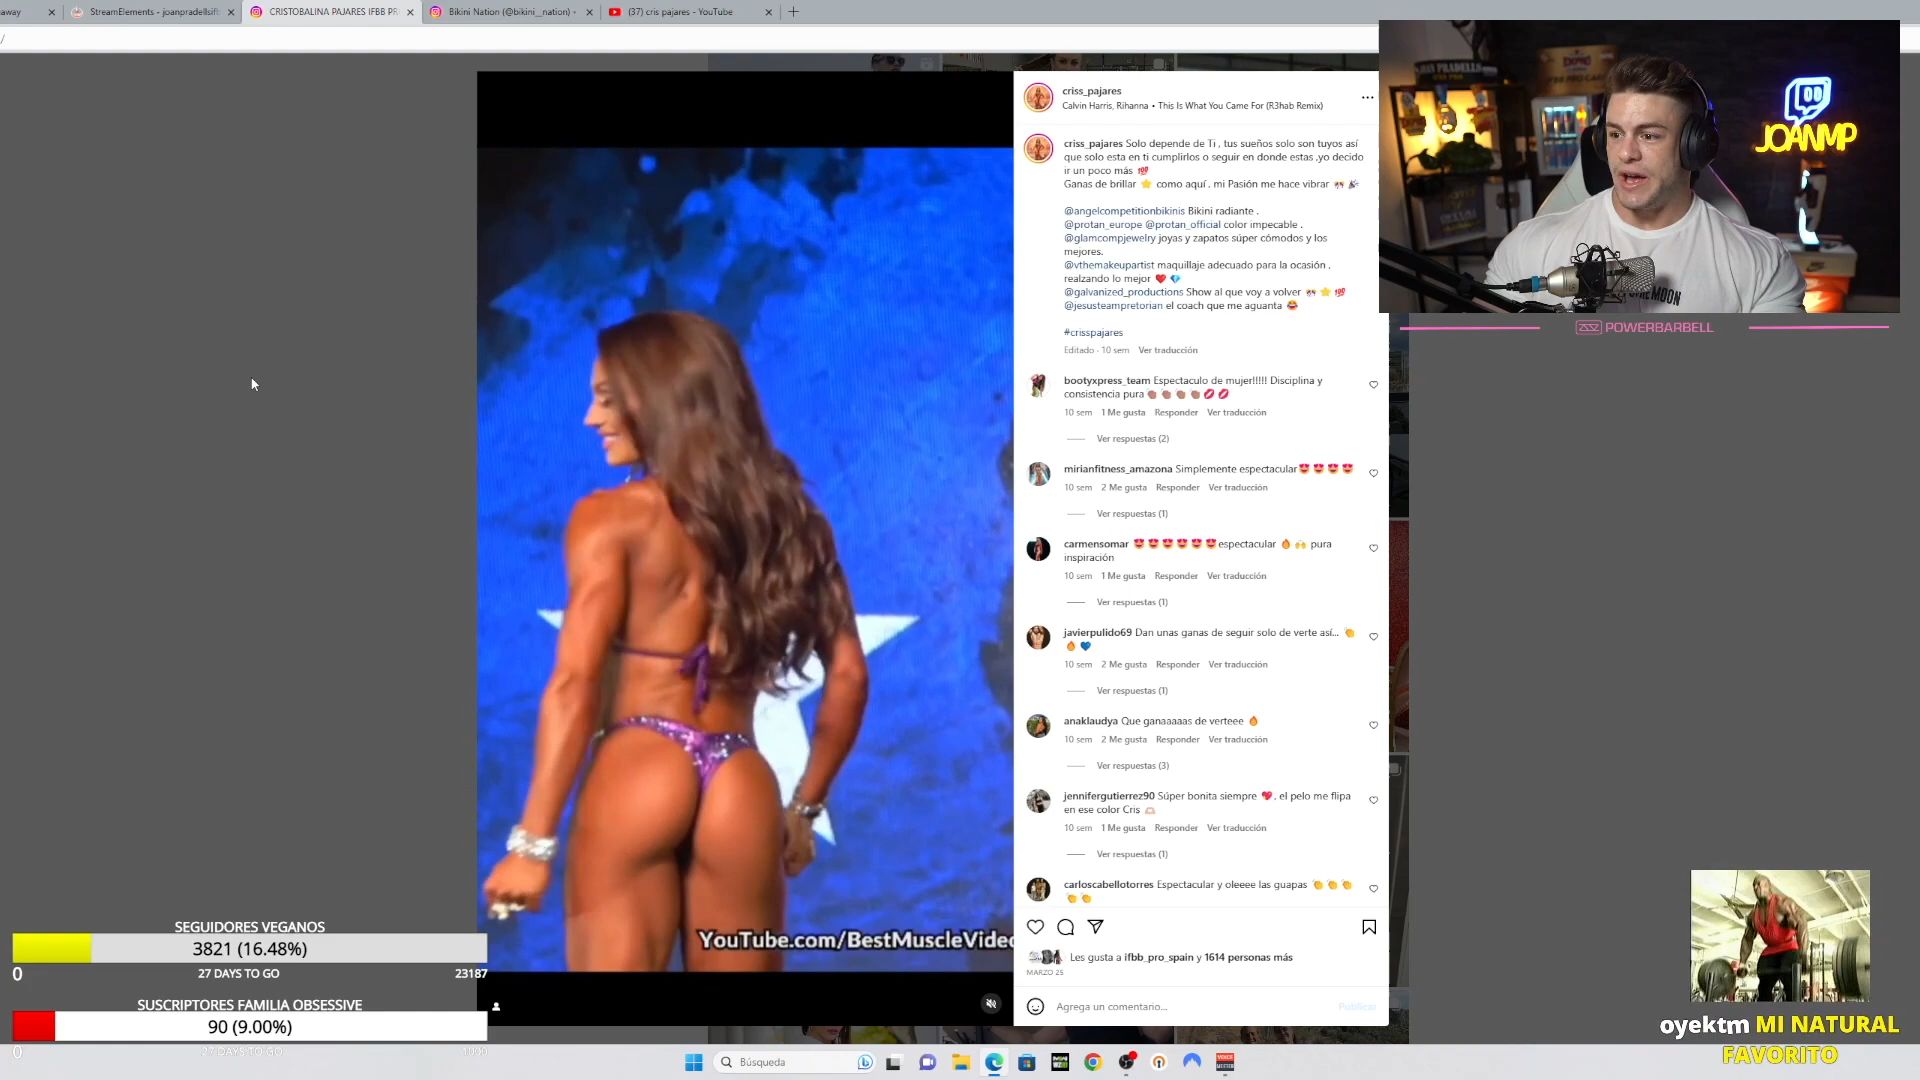 away
StreamElements - joanpradellsifb
CRISTOBALINA PAJARES IFBB PR
Bikini Nation (@bikini__nation) •
(37) cris pajares - YouTube
/
criss_pajares
Calvin Harris, Rihanna • This Is What You Came For (R3hab Remix)
criss_pajares Solo depende de Ti , tus sueños solo son tuyos así
que solo esta en ti cumplirlos o seguir en donde estas ,yo decido
ir un poco más 💯
Ganas de brillar ⭐ como aquí , mi Pasión me hace vibrar 👯 🎉
@angelcompetitionbikinis Bikini radiante .
@protan_europe @protan_official color impecable .
@glamcompjewelry joyas y zapatos súper cómodos y los
mejores.
@vthemakeupartist maquillaje adecuado para la ocasión ,
realzando lo mejor ❤️ 💎
@galvanized_productions Show al que voy a volver 👯 ⭐ 💯
@jesusteampretorian el coach que me aguanta 😂
#crisspajares
Editado · 10 sem Ver traducción
bootyxpress_team Espectaculo de mujer!!!!! Disciplina y
consistencia pura 👏🏽 👏🏽 👏🏽 👏🏽 💋 💋
10 sem 1 Me gusta Responder Ver traducción
Ver respuestas (2)
mirianfitness_amazona Simplemente espectacular😍 😍 😍 😍
10 sem 2 Me gusta Responder Ver traducción
Ver respuestas (1)
carmensomar 😍 😍 😍 😍 😍 😍espectacular 🔥 🙌 pura
inspiración
10 sem 1 Me gusta Responder Ver traducción
Ver respuestas (1)
javierpulido69 Dan unas ganas de seguir solo de verte así... 👏
🔥 💙
10 sem 2 Me gusta Responder Ver traducción
Ver respuestas (1)
anaklaudya Que ganaaaaas de verteee 🔥
10 sem 2 Me gusta Responder Ver traducción
Ver respuestas (3)
jennifergutierrez90 Súper bonita siempre 💖, el pelo me flipa
en ese color Cris 🫶🏻
10 sem 1 Me gusta Responder Ver traducción
Ver respuestas (1)
carloscabellotorres Espectacular y oleeee las guapas 👏 👏 👏
👏 👏
Les gusta a ifbb_pro_spain y 1614 personas más
MARZO 25
Agrega un comentario...
Publicar
YouTube.com/BestMuscleVideo
JOANMP
MOON
POWERBARBELL
SEGUIDORES VEGANOS
3821 (16.48%)
0 27 DAYS TO GO 23187
SUSCRIPTORES FAMILIA OBSESSIVE
90 (9.00%)
0 27 DAYS TO GO 1000
oyektm MI NATURAL
FAVORITO
Búsqueda